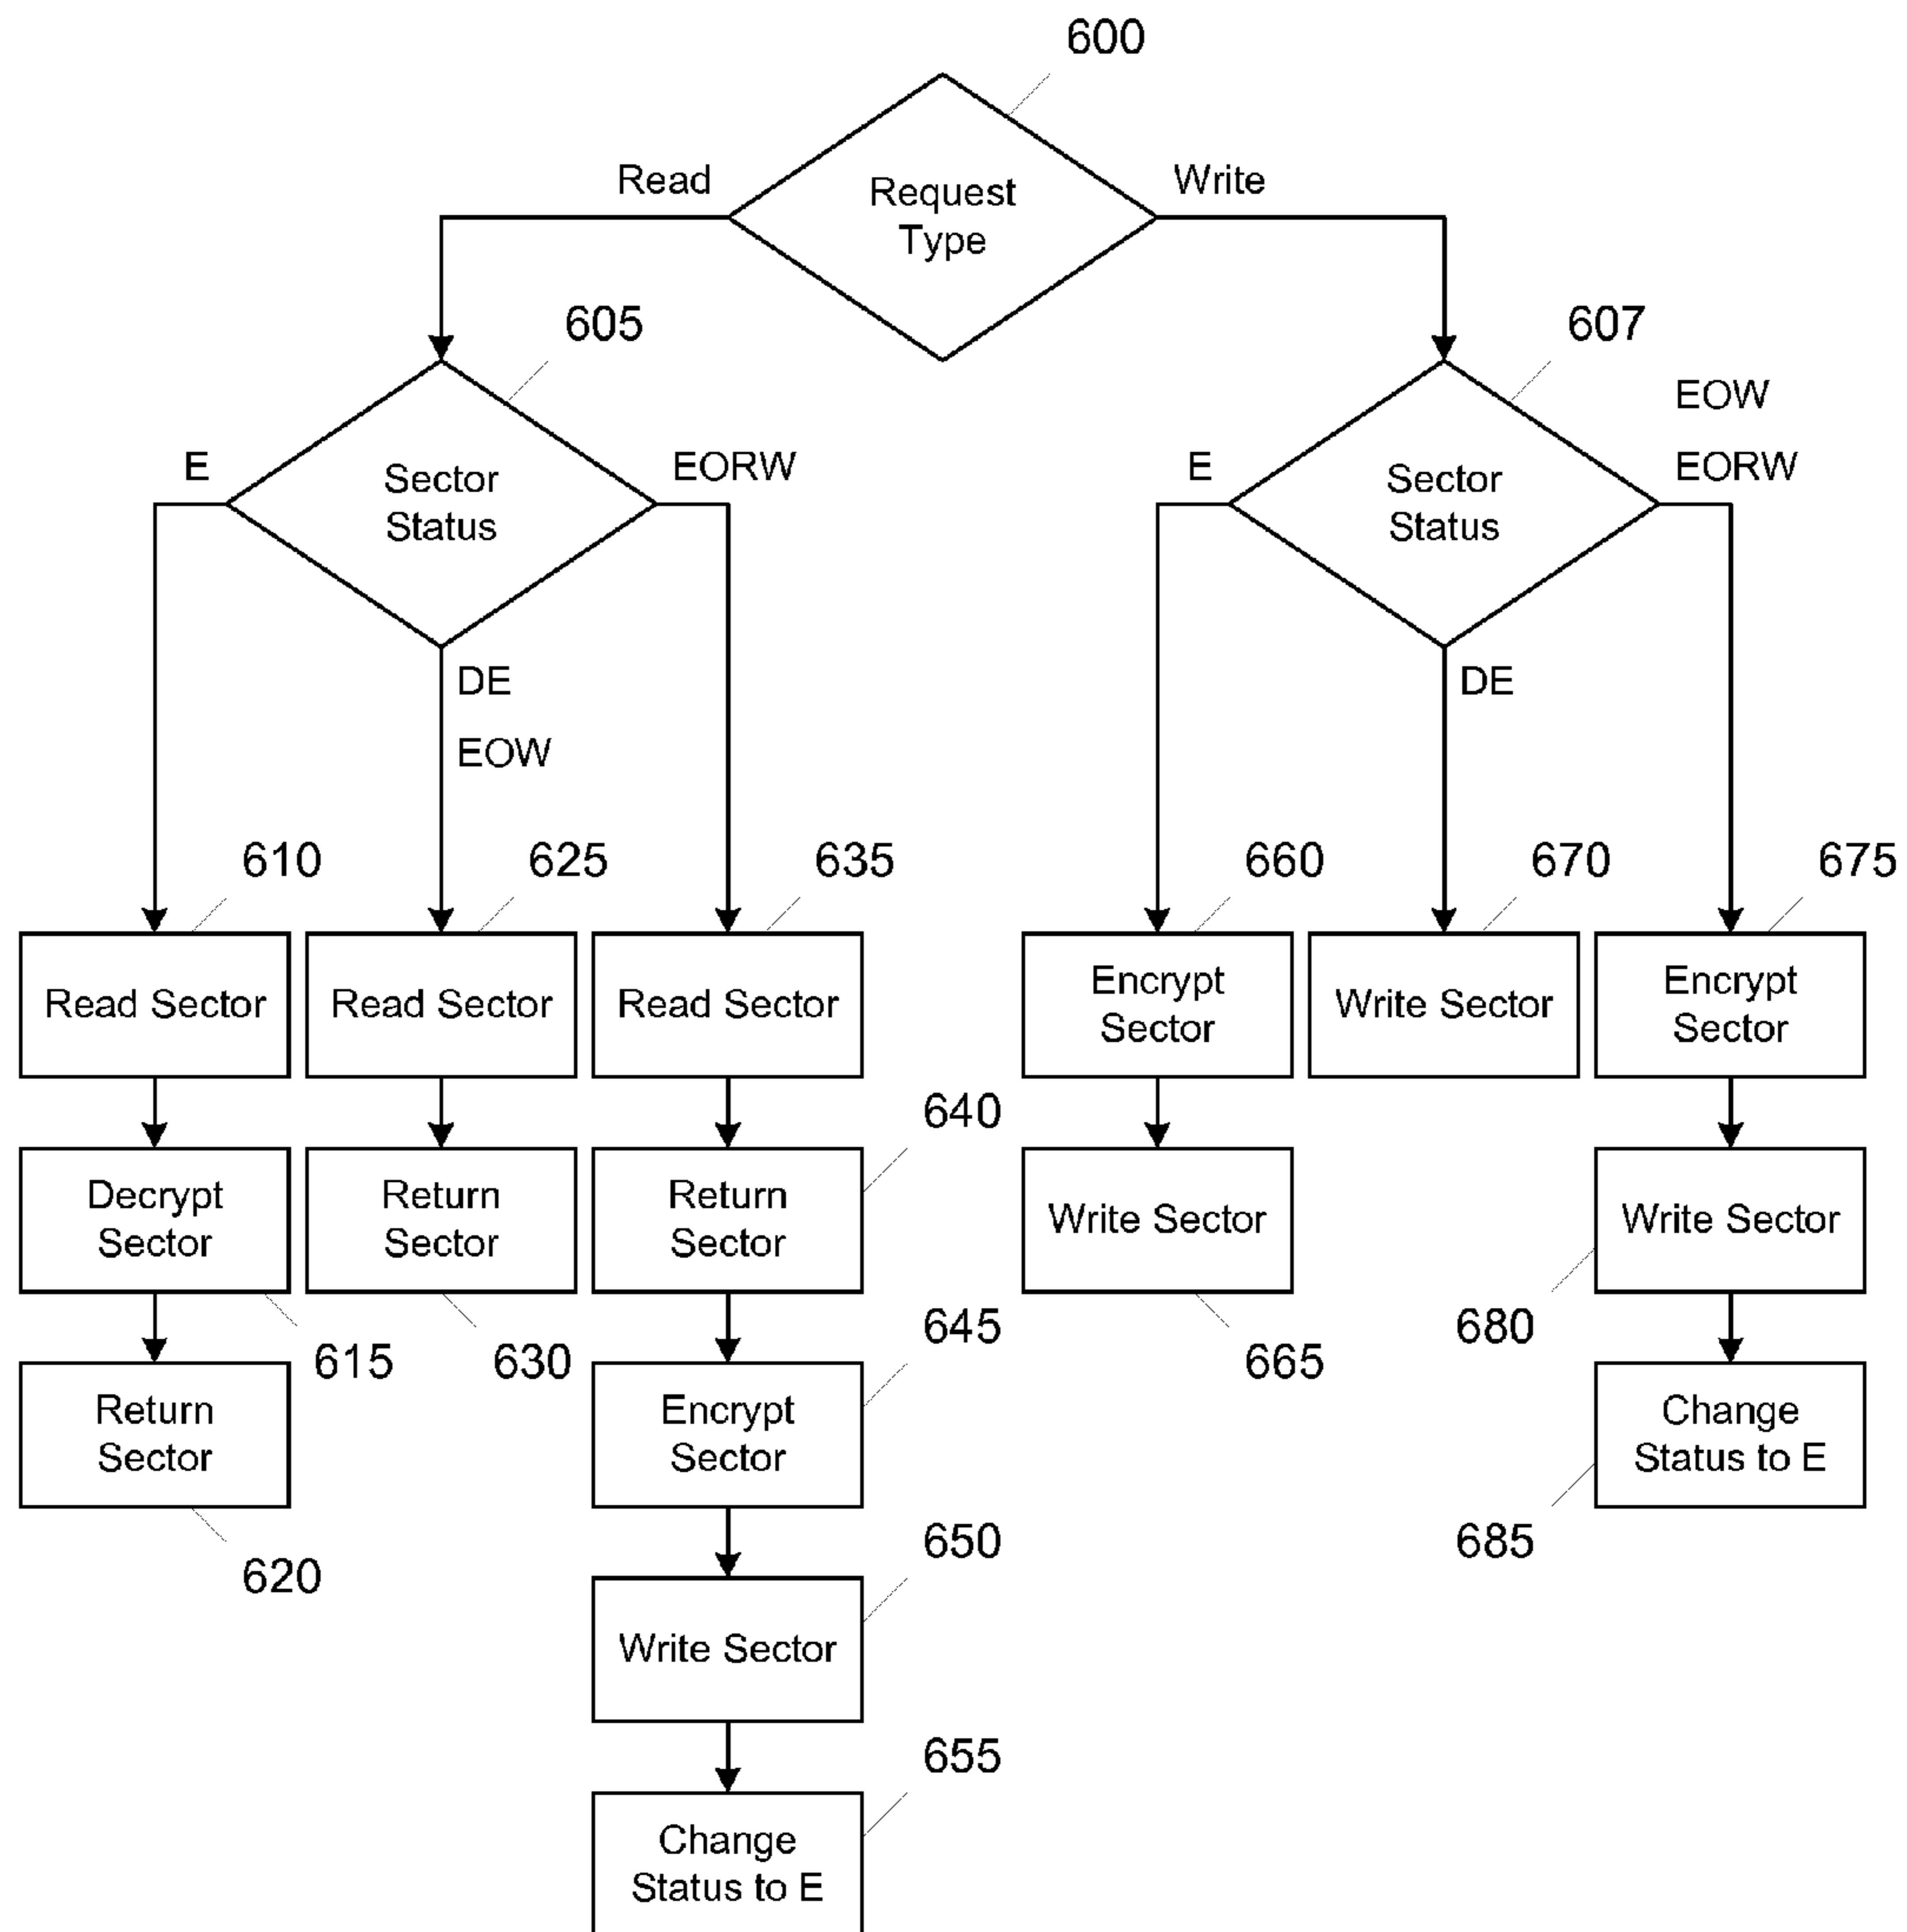 600
Read
Write
Request
Type
605
607
EOW
E
EORW
E
EORW
Sector
Status
Sector
Status
DE
DE
EOW
610
625
635
660
670
675
Read Sector
Read Sector
Read Sector
Encrypt
Sector
Write Sector
Encrypt
Sector
640
Decrypt
Sector
Return
Sector
Return
Sector
Write Sector
Write Sector
615
630
645
665
680
Return
Sector
Encrypt
Sector
Change
Status to E
620
650
685
Write Sector
655
Change
Status to E